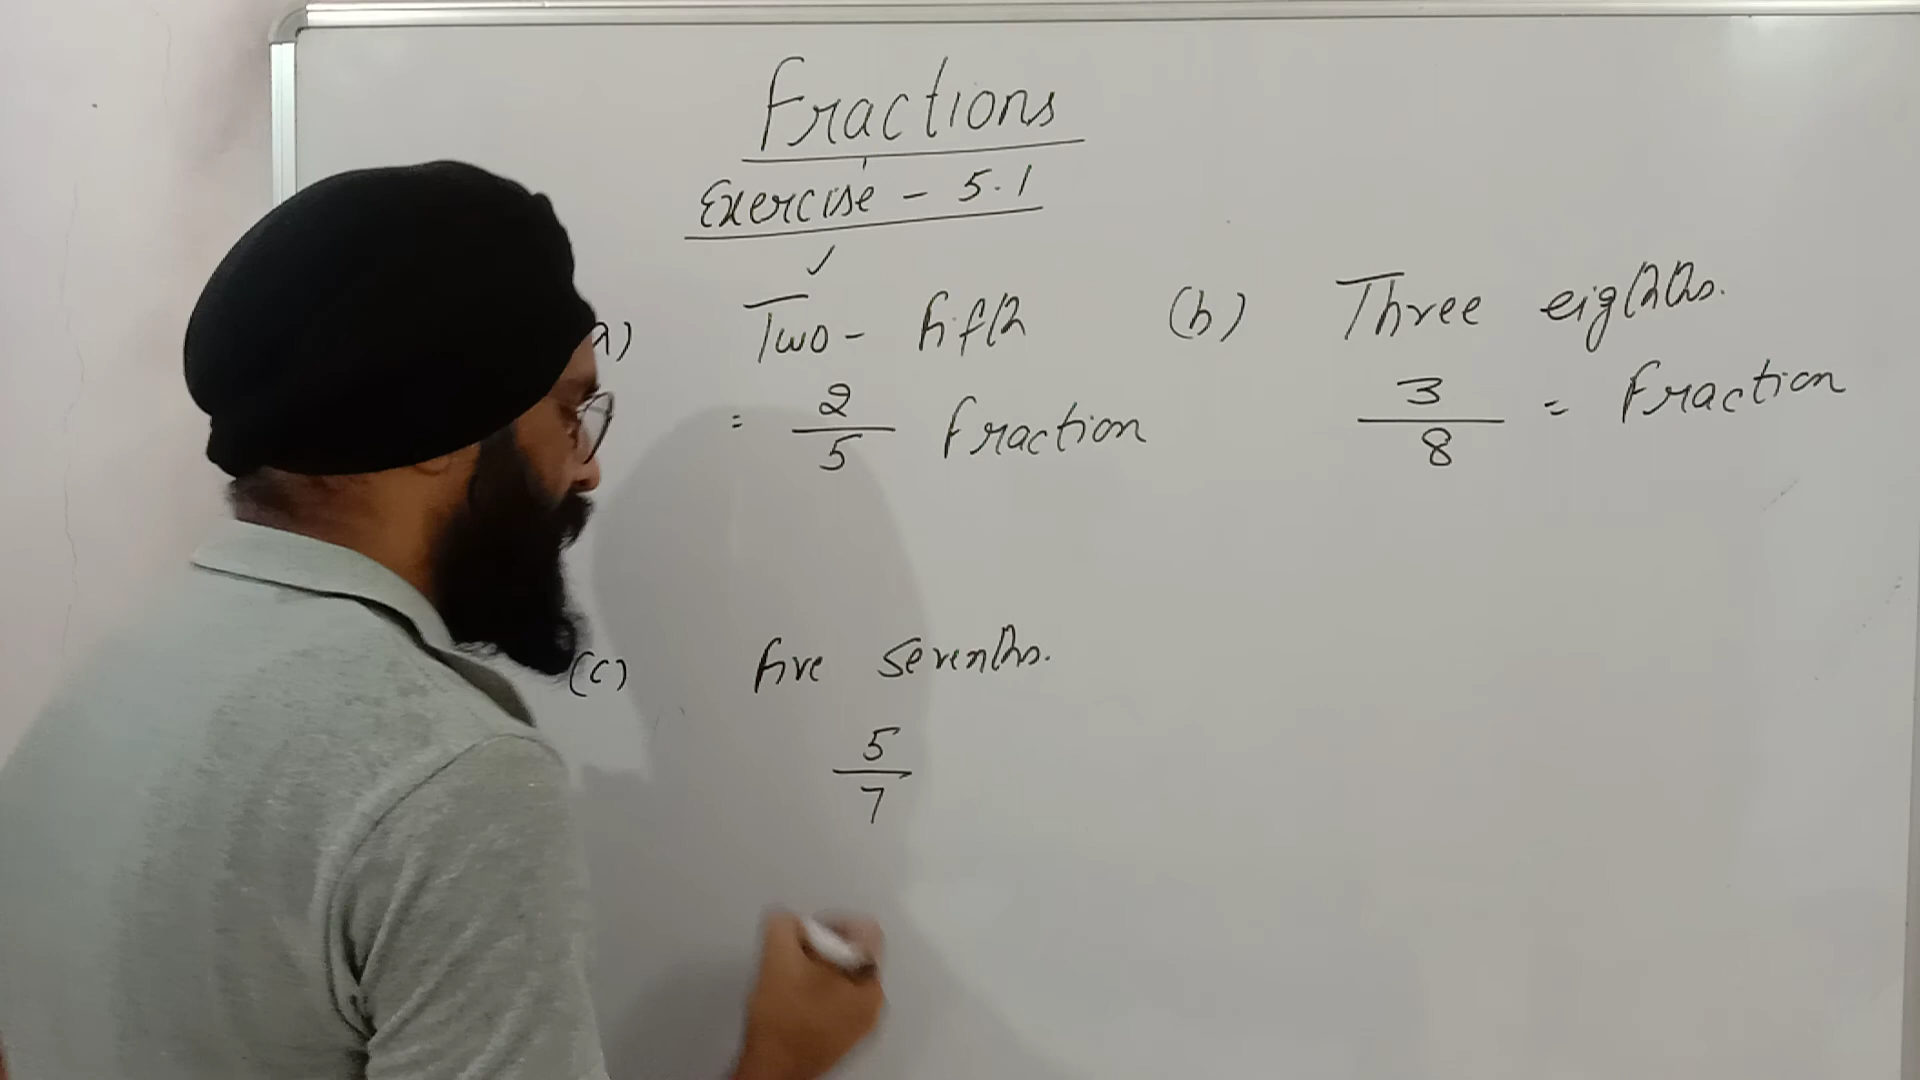 Fractions
Exercise - 5.1
(a) Two - fifth
= 2/5 Fraction
(b) Three eighths.
3/8 = Fraction
(c) five sevenths.
5/7